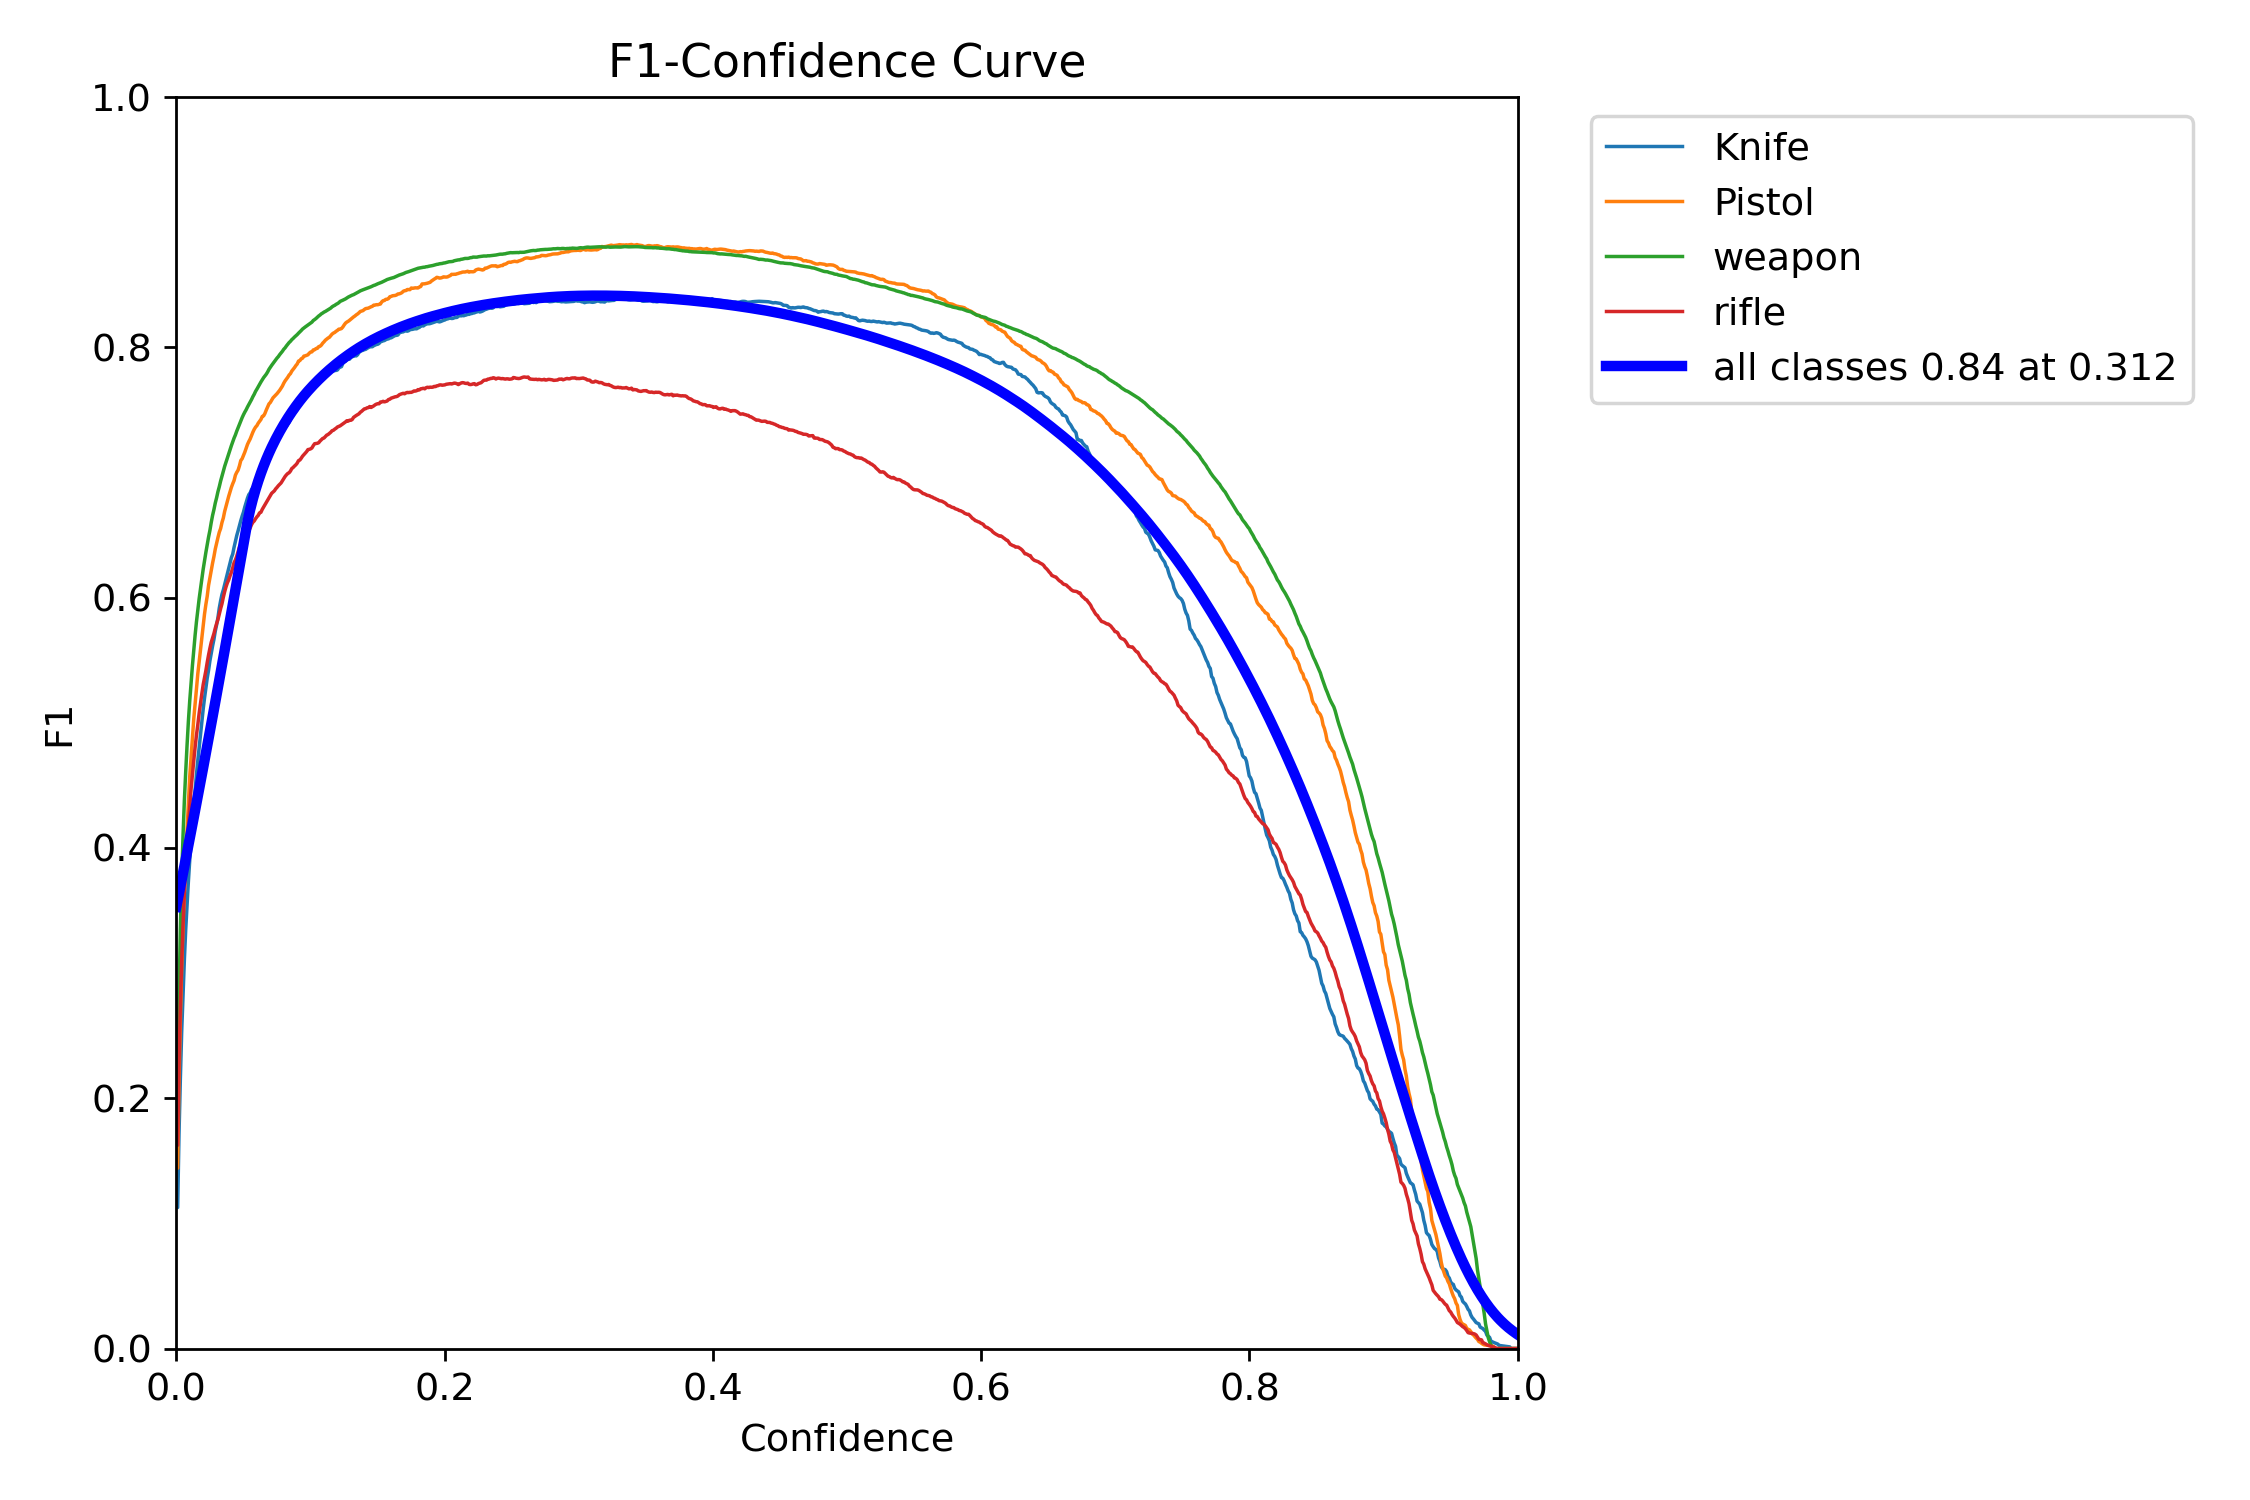 F1-Confidence Curve
1.0
0.8
0.6
0.4
0.2
0.0
F1
0.0 0.2 0.4 0.6 0.8 1.0
Confidence
Knife
Pistol
weapon
rifle
all classes 0.84 at 0.312